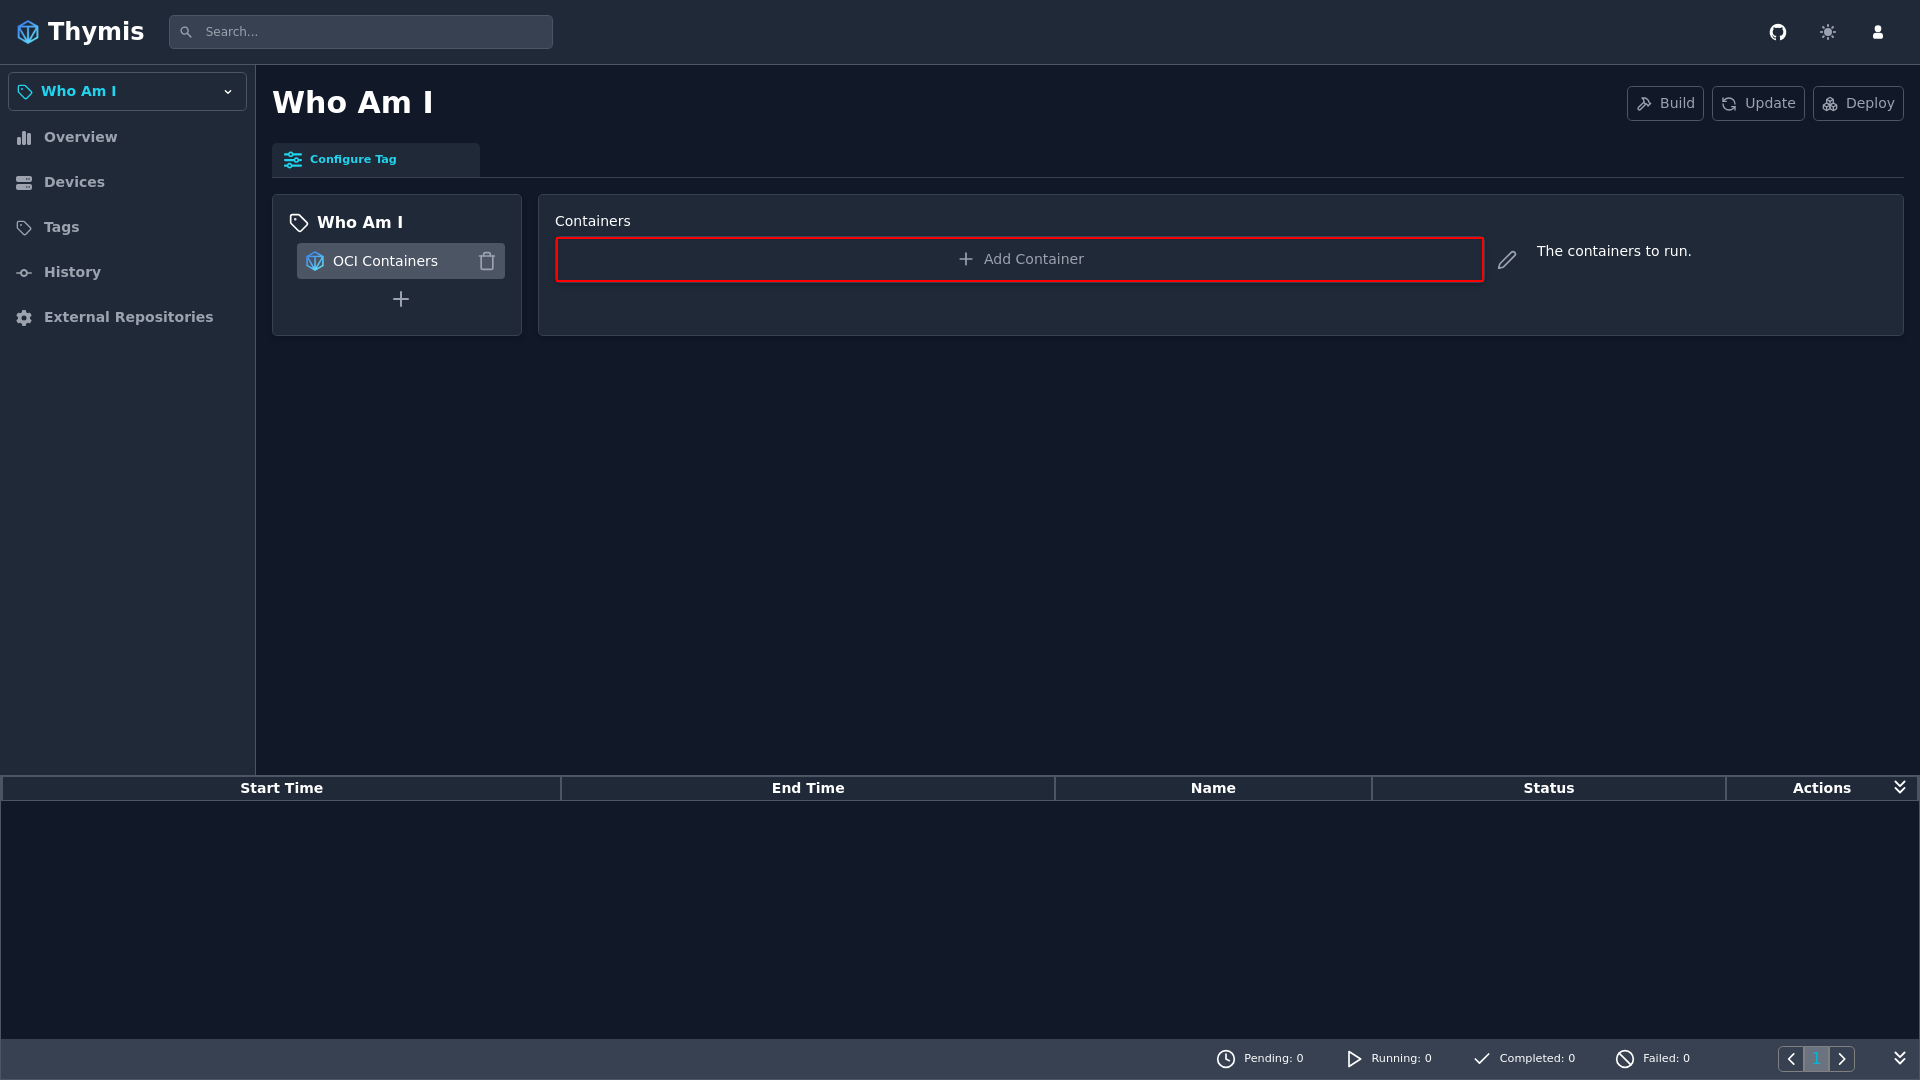 Thymis
Search...
Who Am I
Overview
Devices
Tags
History
External Repositories
Who Am I
Build
Update
Deploy
Configure Tag
Who Am I
OCI Containers
Containers
Add Container
The containers to run.
Start Time
End Time
Name
Status
Actions
Pending: 0
Running: 0
Completed: 0
Failed: 0
1